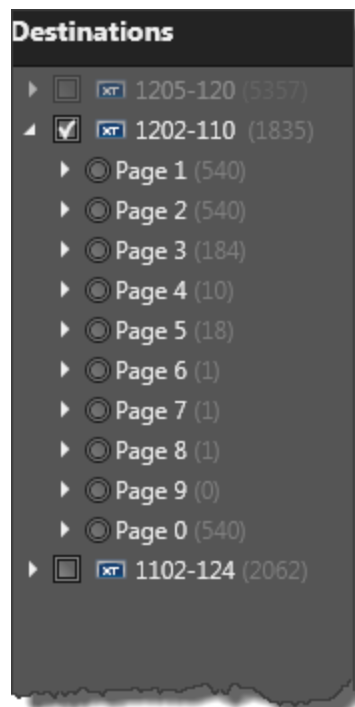 Destinations
XT 1205-120 (5357)
XT 1202-110 (1835)
Page 1 (540)
Page 2 (540)
Page 3 (184)
Page 4 (10)
Page 5 (18)
Page 6 (1)
Page 7 (1)
Page 8 (1)
Page 9 (0)
Page 0 (540)
XT 1102-124 (2062)